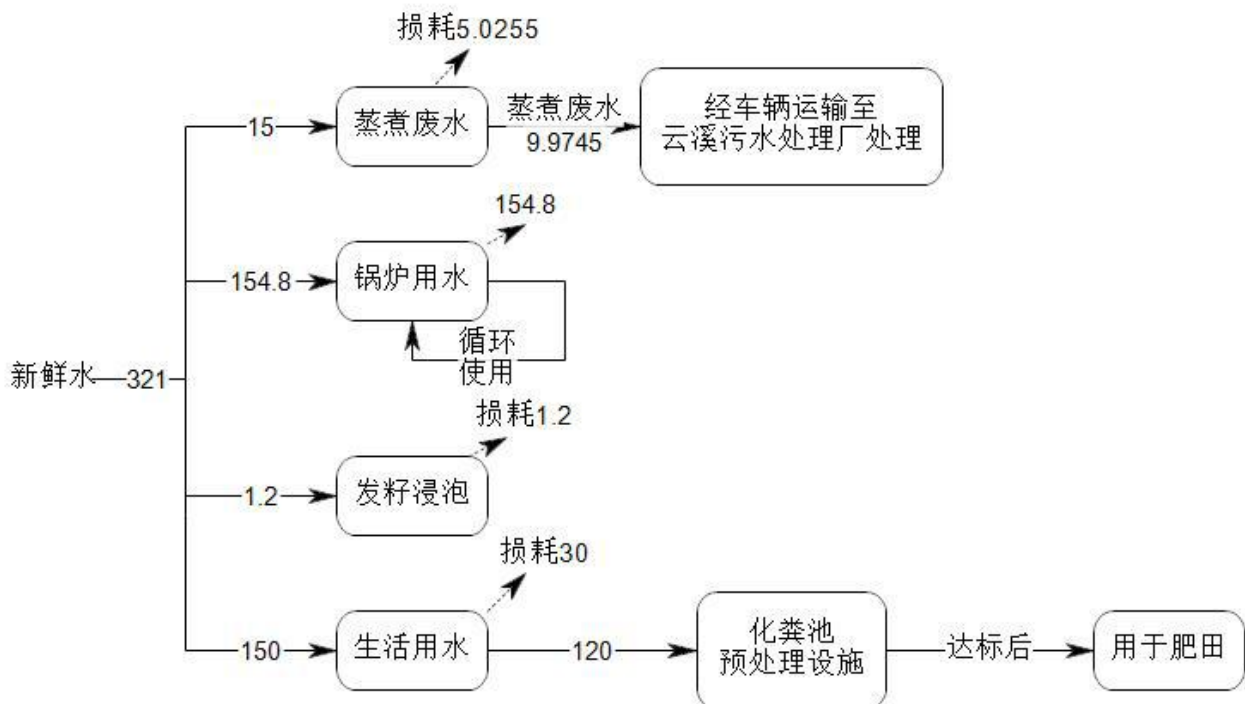 损耗5.0255
15
蒸煮废水
蒸煮废水
9.9745
经车辆运输至
云溪污水处理厂处理
154.8
154.8
锅炉用水
循环
使用
新鲜水
321
损耗1.2
1.2
发籽浸泡
损耗30
150
生活用水
120
化粪池
预处理设施
达标后
用于肥田